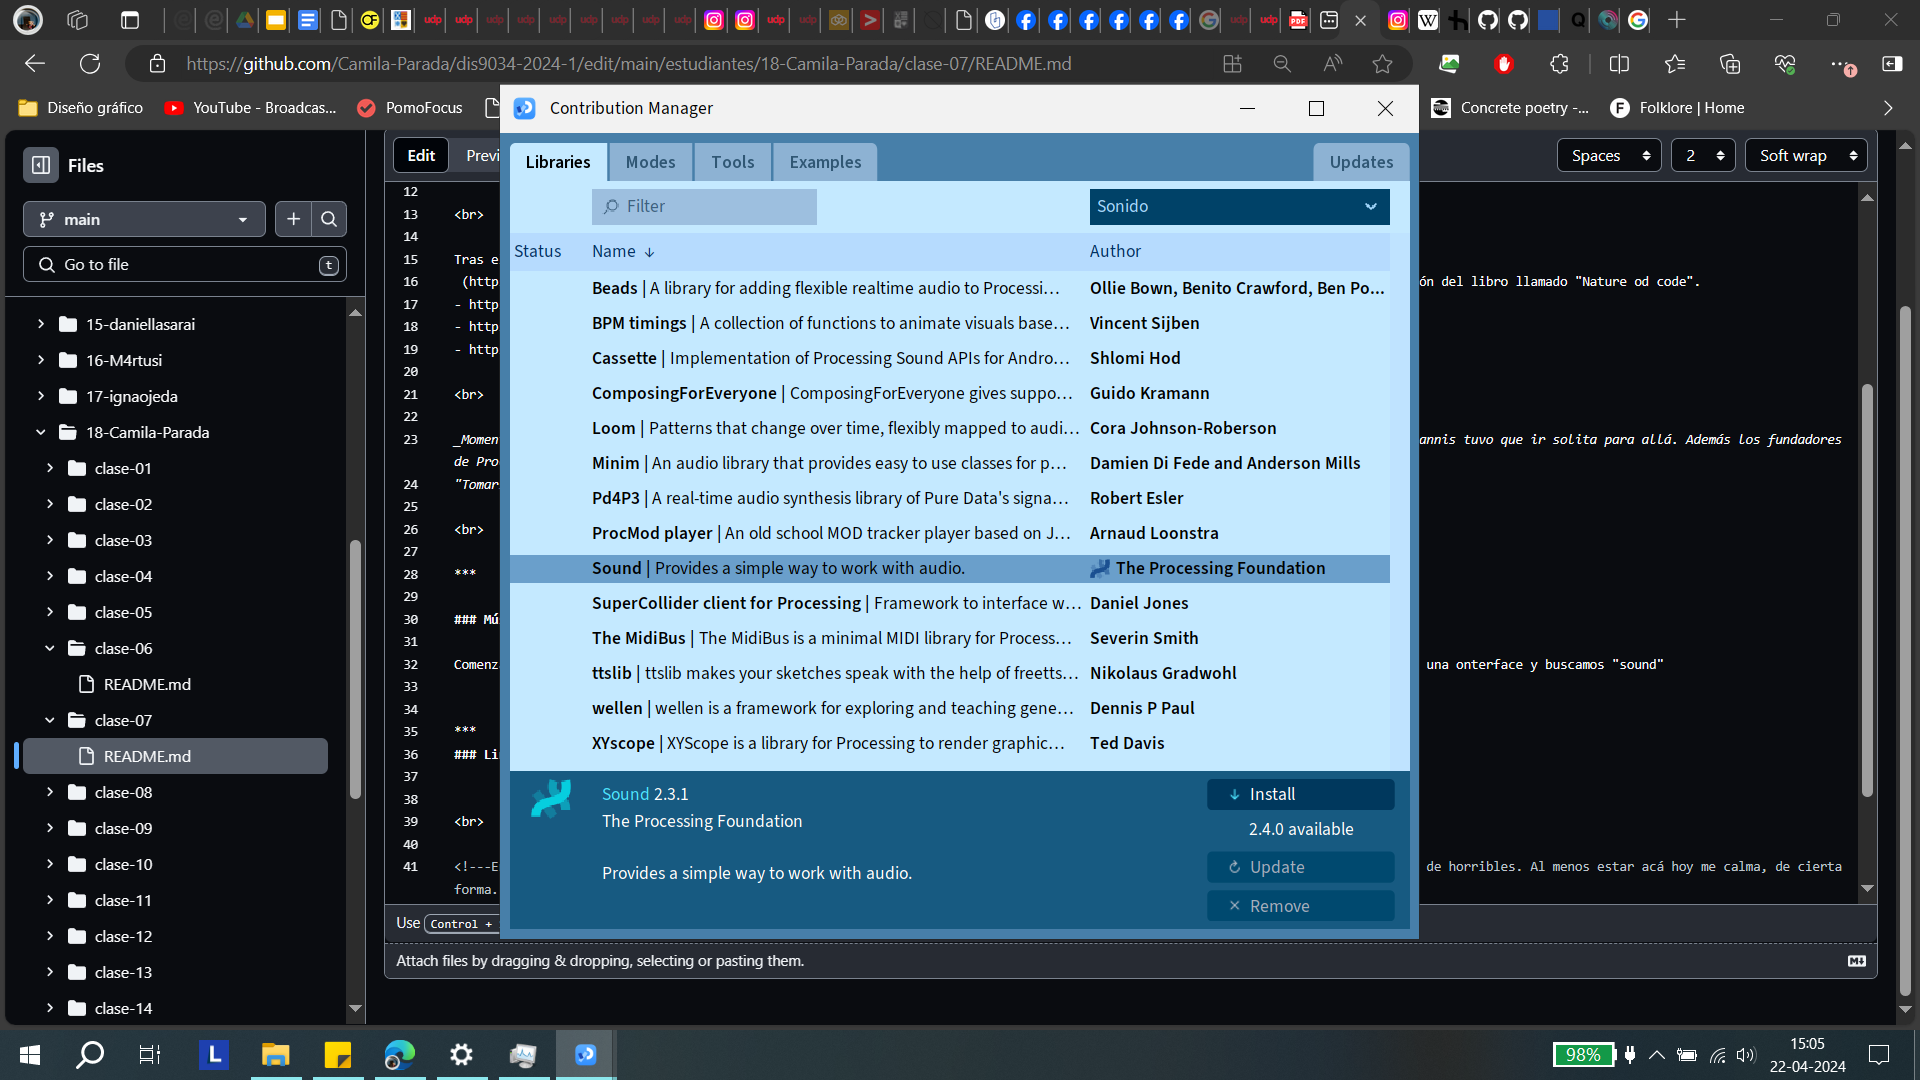 https://github.com/Camila-Parada/dis9034-2024-1/edit/main/estudiantes/18-Camila-Parada/clase-07/README.md
Diseño gráfico
YouTube - Broadcas...
PomoFocus
Concrete poetry -...
Folklore | Home
Contribution Manager
Files
main
Go to file
t
15-daniellasarai
16-M4rtusi
17-ignaojeda
18-Camila-Parada
clase-01
clase-02
clase-03
clase-04
clase-05
clase-06
README.md
clase-07
README.md
clase-08
clase-09
clase-10
clase-11
clase-12
clase-13
clase-14
Edit
Previ
Spaces
2
Soft wrap
12
13 <br>
14
15 Tras e
16 (http ón del libro llamado "Nature od code".
17 - http
18 - http
19 - http
20
21 <br>
22
23 _Momen annis tuvo que ir solita para allá. Además los fundadores
de Pro
24 "Tomar
25
26 <br>
27
28 ***
29
30 ### Mú
31
32 Comenz una onterface y buscamos "sound"
33
34
35 ***
36 ### Li
37
38
39 <br>
40
41 <!---E de horribles. Al menos estar acá hoy me calma, de cierta
forma.
Use Control +
Attach files by dragging & dropping, selecting or pasting them.
Libraries
Modes
Tools
Examples
Updates
Filter
Sonido
Status Name ↓ Author
Beads | A library for adding flexible realtime audio to Processi... Ollie Bown, Benito Crawford, Ben Po...
BPM timings | A collection of functions to animate visuals base... Vincent Sijben
Cassette | Implementation of Processing Sound APIs for Andro... Shlomi Hod
ComposingForEveryone | ComposingForEveryone gives suppo... Guido Kramann
Loom | Patterns that change over time, flexibly mapped to audi... Cora Johnson-Roberson
Minim | An audio library that provides easy to use classes for p... Damien Di Fede and Anderson Mills
Pd4P3 | A real-time audio synthesis library of Pure Data's signa... Robert Esler
ProcMod player | An old school MOD tracker player based on J... Arnaud Loonstra
Sound | Provides a simple way to work with audio. The Processing Foundation
SuperCollider client for Processing | Framework to interface w... Daniel Jones
The MidiBus | The MidiBus is a minimal MIDI library for Process... Severin Smith
ttslib | ttslib makes your sketches speak with the help of freetts... Nikolaus Gradwohl
wellen | wellen is a framework for exploring and teaching gene... Dennis P Paul
XYscope | XYScope is a library for Processing to render graphic... Ted Davis
Sound 2.3.1
The Processing Foundation
Provides a simple way to work with audio.
Install
2.4.0 available
Update
Remove
98%
15:05
22-04-2024